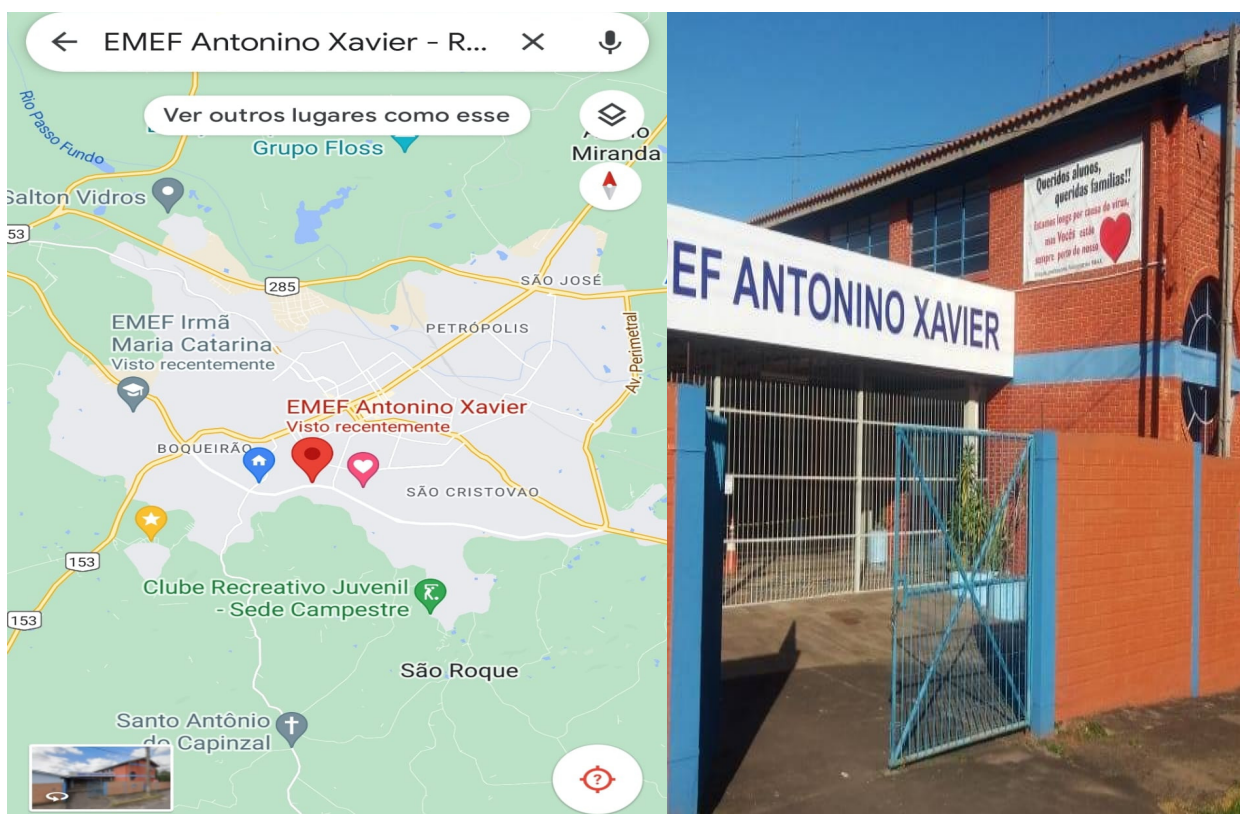 EMEF Antonino Xavier - R...
Ver outros lugares como esse
Rio Passo Fundo
Grupo Floss
Miranda
Salton Vidros
53
285
SÃO JOSÉ
PETRÓPOLIS
Av. Perimetral
EMEF Irmã
Maria Catarina
Visto recentemente
EMEF Antonino Xavier
Visto recentemente
BOQUEIRÃO
SÃO CRISTOVAO
153
Clube Recreativo Juvenil
- Sede Campestre
153
São Roque
Santo Antônio
do Capinzal
Queridos alunos,
queridas famílias!!
Estamos longe por causa do vírus,
mas Vocês estão
sempre perto do nosso
EF ANTONINO XAVIER